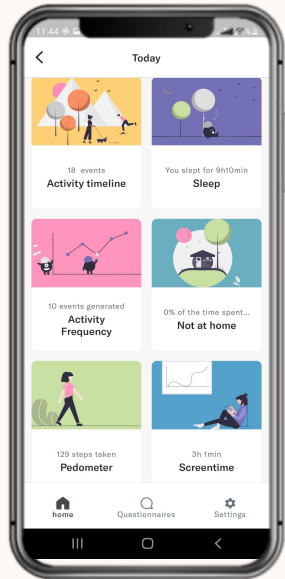 11:44
Today
18 events
Activity timeline
You slept for 9h10min
Sleep
10 events generated
Activity
Frequency
0% of the time spent...
Not at home
129 steps taken
Pedometer
3h 1min
Screentime
home
Questionnaires
Settings